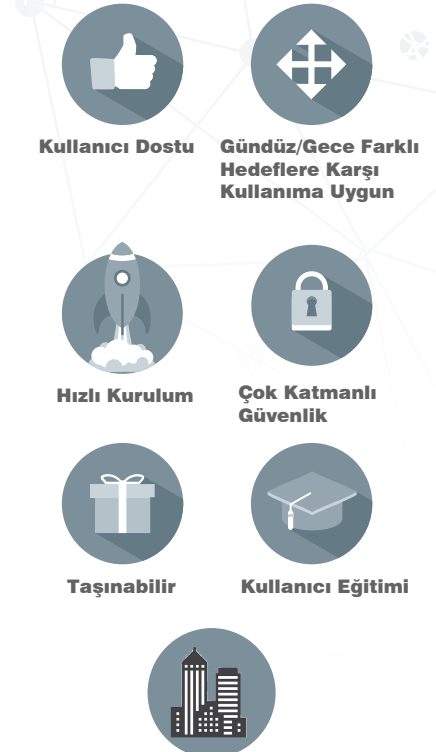 Kullanıcı Dostu
Gündüz/Gece Farklı
Hedeflere Karşı
Kullanıma Uygun
Hızlı Kurulum
Çok Katmanlı
Güvenlik
Taşınabilir
Kullanıcı Eğitimi